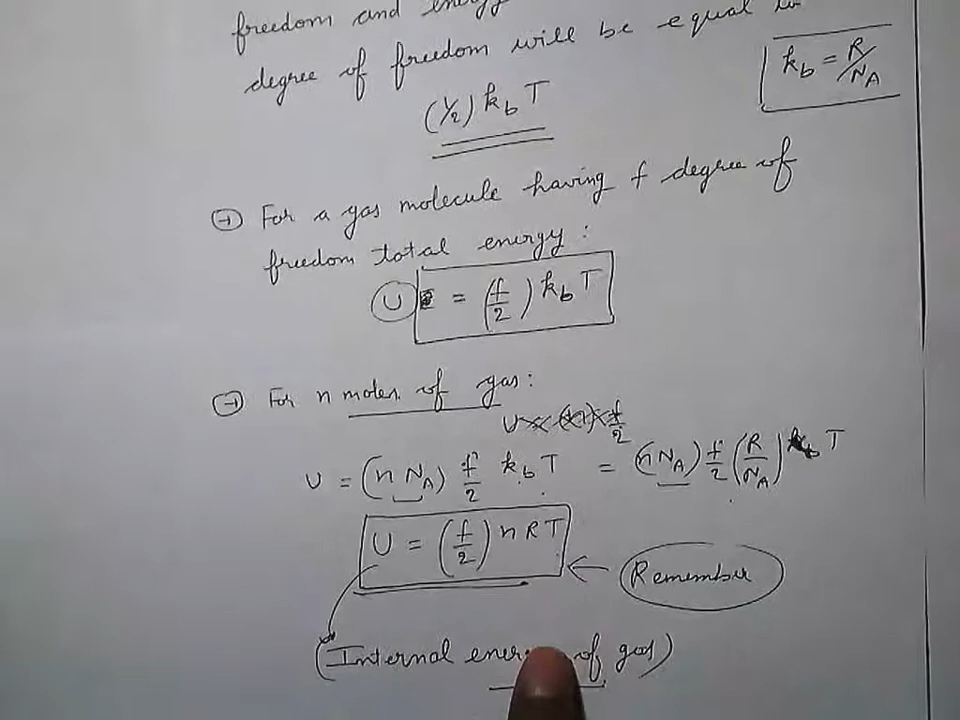 freedom and energy
degree of freedom will be equal to
(1/2) k_b T
k_b = R/N_A
→ For a gas molecule having f degree of
freedom total energy :
U = (f/2) k_b T
→ For n moles of gas:
U = (n N_A) f/2 k_b T = (n N_A) f/2 (R/N_A) T
U = (f/2) n R T
Remember
(Internal energy of gas)